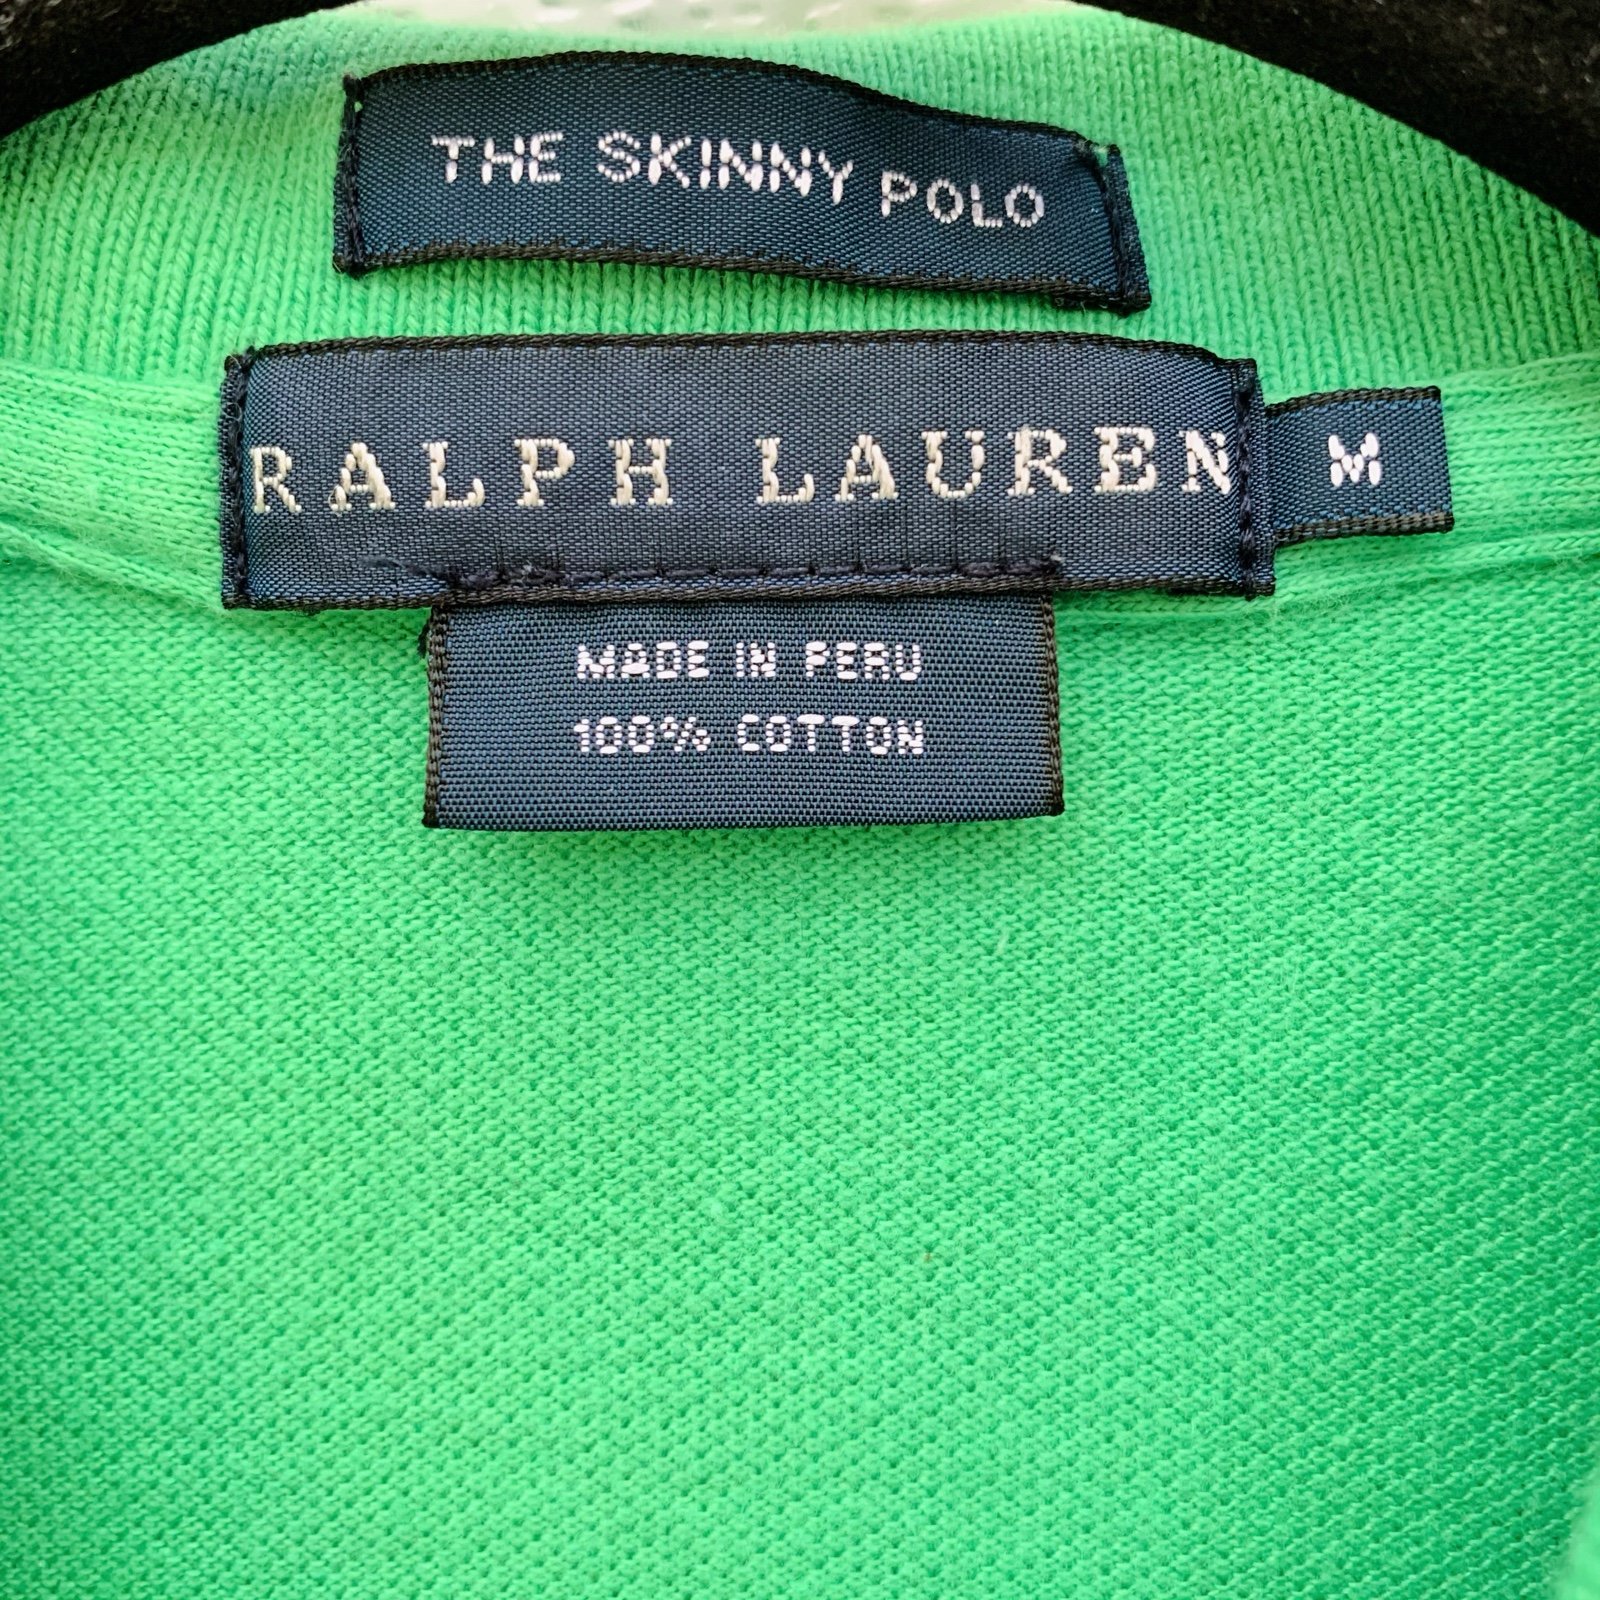 THE SKINNY POLO
RALPH LAUREN
M
MADE IN PERU
100% COTTON